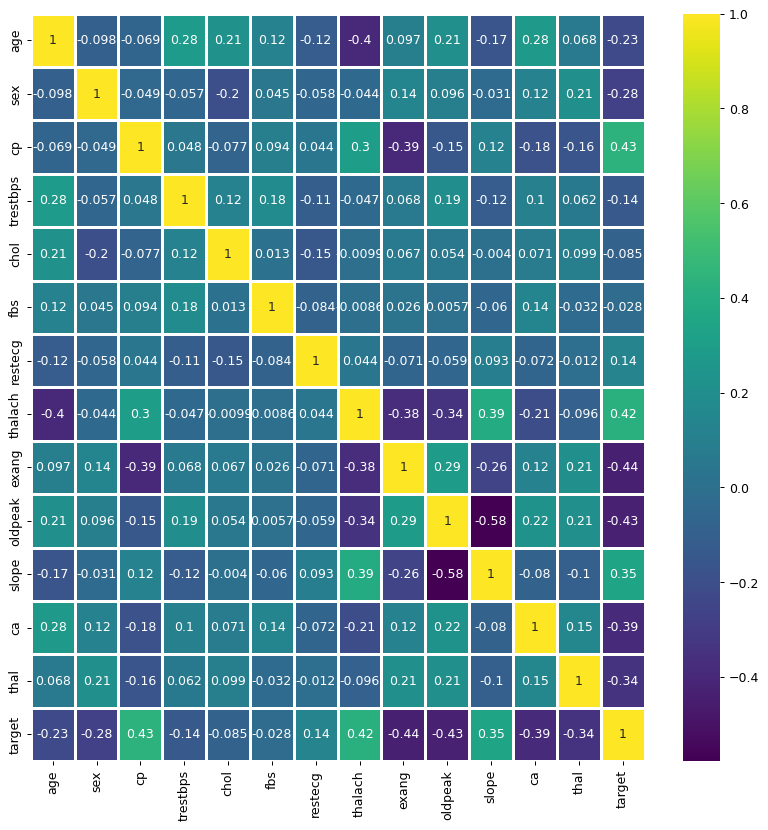 age 1 -0.098 -0.069 0.28 0.21 0.12 -0.12 -0.4 0.097 0.21 -0.17 0.28 0.068 -0.23
sex -0.098 1 -0.049 -0.057 -0.2 0.045 -0.058 -0.044 0.14 0.096 -0.031 0.12 0.21 -0.28
cp -0.069 -0.049 1 0.048 -0.077 0.094 0.044 0.3 -0.39 -0.15 0.12 -0.18 -0.16 0.43
trestbps 0.28 -0.057 0.048 1 0.12 0.18 -0.11 -0.047 0.068 0.19 -0.12 0.1 0.062 -0.14
chol 0.21 -0.2 -0.077 0.12 1 0.013 -0.15 -0.0099 0.067 0.054 -0.004 0.071 0.099 -0.085
fbs 0.12 0.045 0.094 0.18 0.013 1 -0.084 -0.0086 0.026 0.0057 -0.06 0.14 -0.032 -0.028
restecg -0.12 -0.058 0.044 -0.11 -0.15 -0.084 1 0.044 -0.071 -0.059 0.093 -0.072 -0.012 0.14
thalach -0.4 -0.044 0.3 -0.047 -0.0099 -0.0086 0.044 1 -0.38 -0.34 0.39 -0.21 -0.096 0.42
exang 0.097 0.14 -0.39 0.068 0.067 0.026 -0.071 -0.38 1 0.29 -0.26 0.12 0.21 -0.44
oldpeak 0.21 0.096 -0.15 0.19 0.054 0.0057 -0.059 -0.34 0.29 1 -0.58 0.22 0.21 -0.43
slope -0.17 -0.031 0.12 -0.12 -0.004 -0.06 0.093 0.39 -0.26 -0.58 1 -0.08 -0.1 0.35
ca 0.28 0.12 -0.18 0.1 0.071 0.14 -0.072 -0.21 0.12 0.22 -0.08 1 0.15 -0.39
thal 0.068 0.21 -0.16 0.062 0.099 -0.032 -0.012 -0.096 0.21 0.21 -0.1 0.15 1 -0.34
target -0.23 -0.28 0.43 -0.14 -0.085 -0.028 0.14 0.42 -0.44 -0.43 0.35 -0.39 -0.34 1
age sex cp trestbps chol fbs restecg thalach exang oldpeak slope ca thal target
1.0
0.8
0.6
0.4
0.2
0.0
−0.2
−0.4